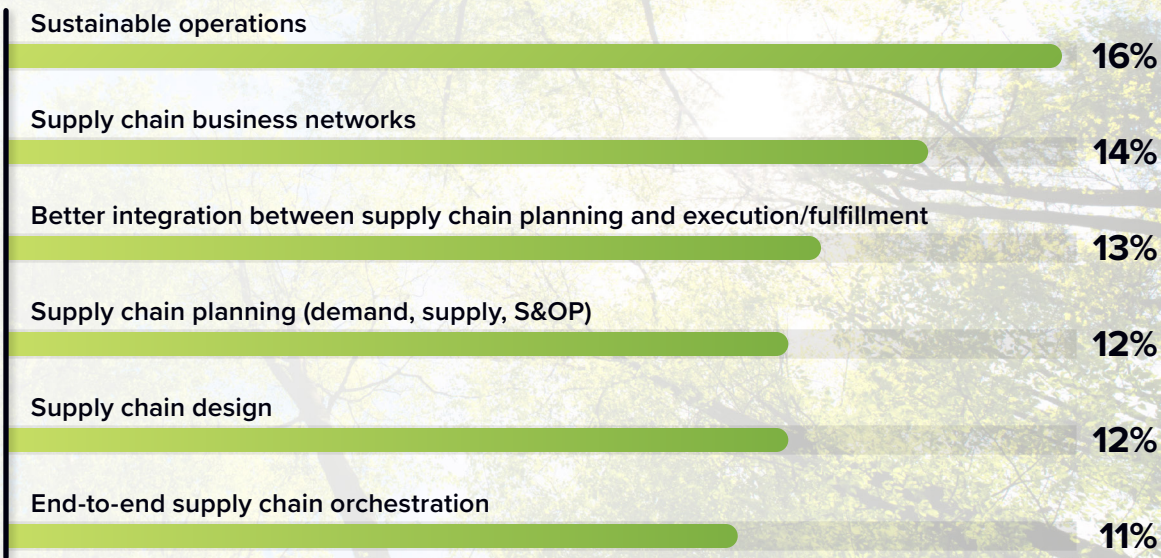 Sustainable operations
16%
Supply chain business networks
14%
Better integration between supply chain planning and execution/fulfillment
13%
Supply chain planning (demand, supply, S&OP)
12%
Supply chain design
12%
End-to-end supply chain orchestration
11%